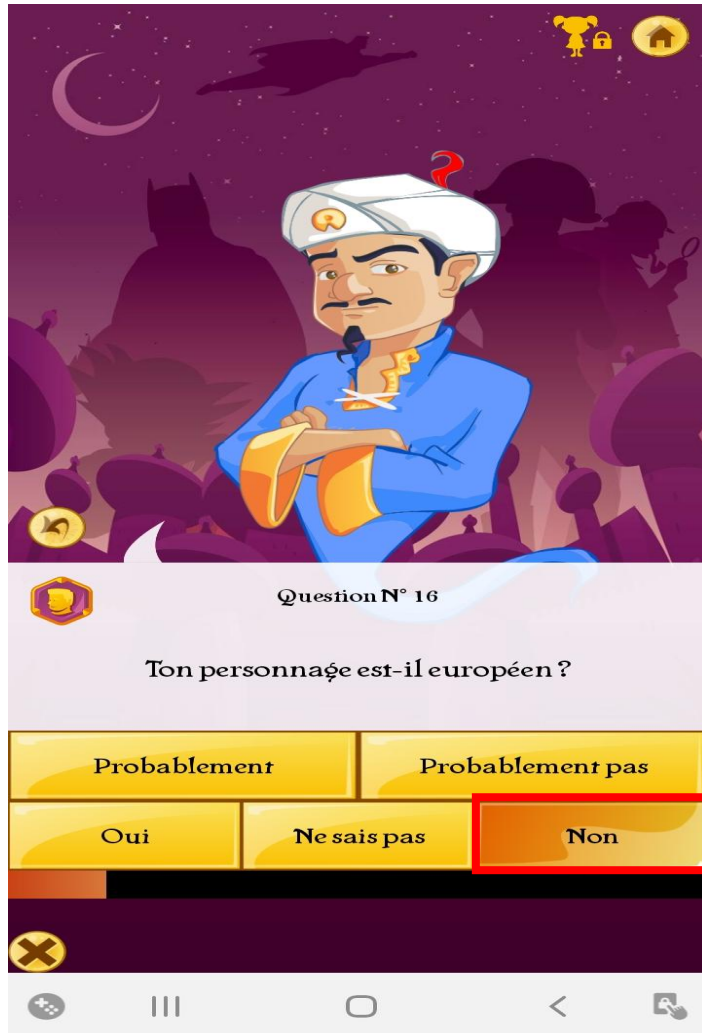 Question N° 16
Ton personnage est-il européen ?
Probablement
Probablement pas
Oui
Ne sais pas
Non